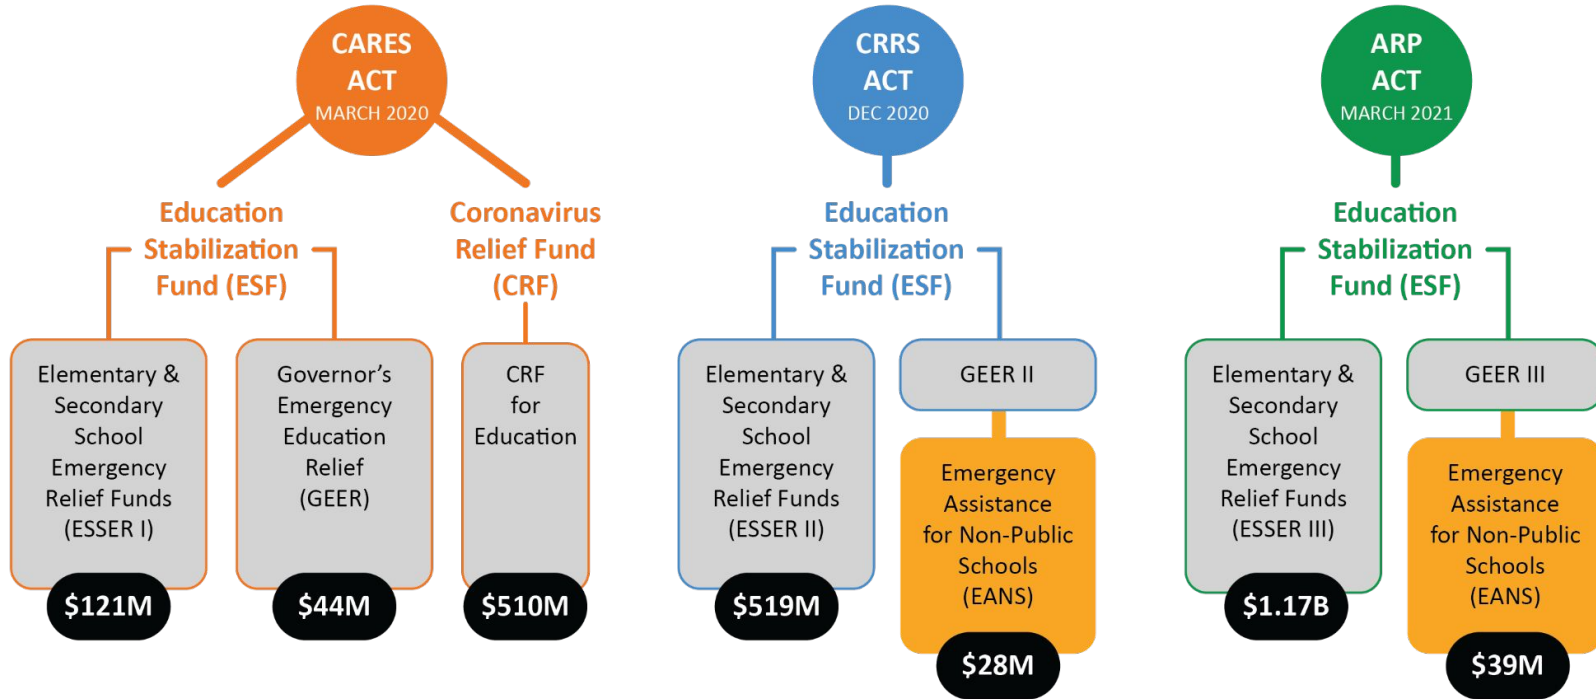 CARES
ACT
MARCH 2020
Education
Stabilization
Fund (ESF)
Coronavirus
Relief Fund
(CRF)
Elementary &
Secondary
School
Emergency
Relief Funds
(ESSER I)
$121M
Governor’s
Emergency
Education
Relief
(GEER)
$44M
CRF
for
Education
$510M
CRRS
ACT
DEC 2020
Education
Stabilization
Fund (ESF)
Elementary &
Secondary
School
Emergency
Relief Funds
(ESSER II)
$519M
GEER II
Emergency
Assistance
for Non-Public
Schools
(EANS)
$28M
ARP
ACT
MARCH 2021
Education
Stabilization
Fund (ESF)
Elementary &
Secondary
School
Emergency
Relief Funds
(ESSER III)
$1.17B
GEER III
Emergency
Assistance
for Non-Public
Schools
(EANS)
$39M